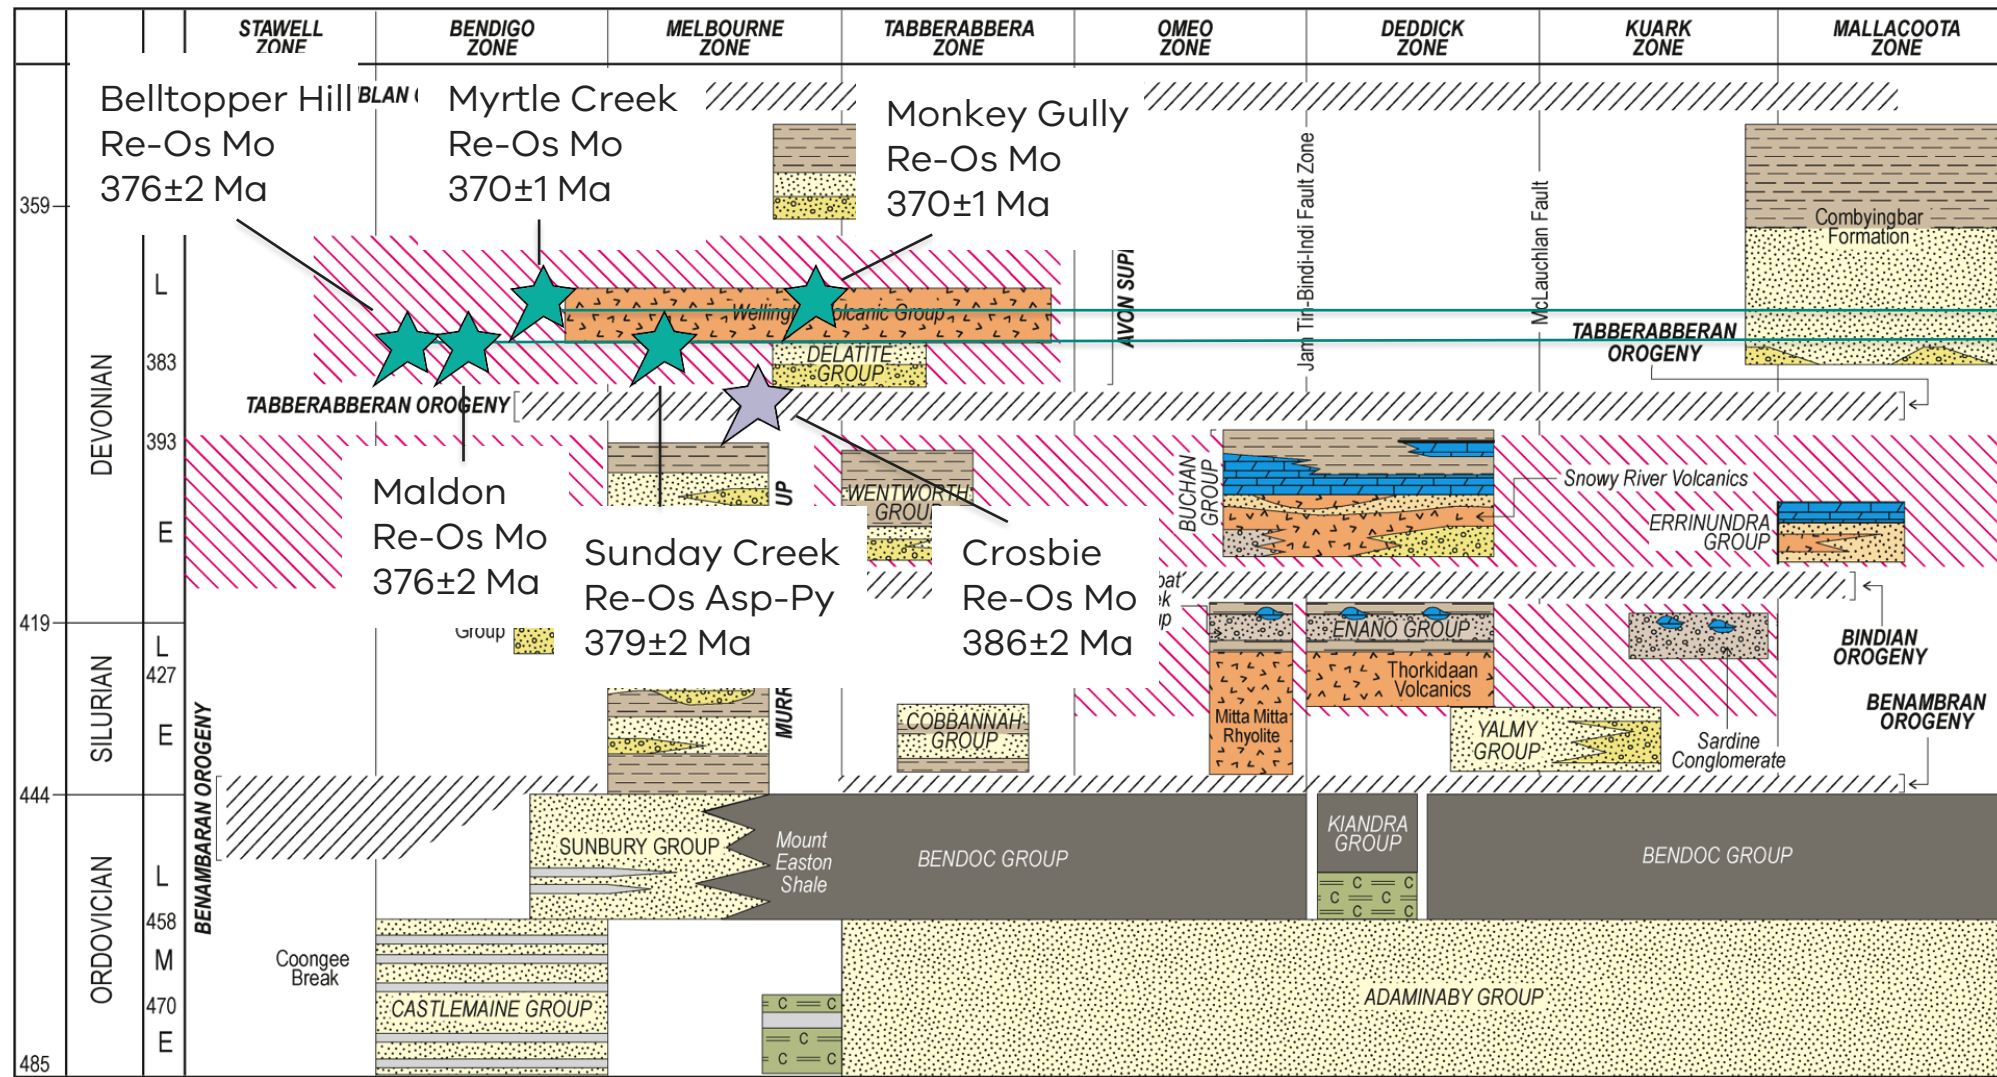 STAWELL
ZONE
BENDIGO
ZONE
MELBOURNE
ZONE
TABBERABBERA
ZONE
OMEO
ZONE
DEDDICK
ZONE
KUARK
ZONE
MALLACOOTA
ZONE
Belltopper Hill
Re-Os Mo
376±2 Ma
Myrtle Creek
Re-Os Mo
370±1 Ma
Monkey Gully
Re-Os Mo
370±1 Ma
359
L
383
DEVONIAN
393
E
419
L
427
SILURIAN
E
444
L
458
ORDOVICIAN
M
470
E
485
Combyingbar
Formation
Wellington Volcanic Group
DELATITE
GROUP
AVON SUP
Jam Tin-Bindi-Indi Fault Zone
McLauchlan Fault
TABBERABBERAN
OROGENY
TABBERABBERAN OROGENY
Maldon
Re-Os Mo
376±2 Ma
Sunday Creek
Re-Os Asp-Py
379±2 Ma
Crosbie
Re-Os Mo
386±2 Ma
WENTWORTH
GROUP
BUCHAN
GROUP
Snowy River Volcanics
ERRINUNDRA
GROUP
Group
UP
MURR
ENANO GROUP
Thorkidaan
Volcanics
Mitta Mitta
Rhyolite
COBBANNAH
GROUP
YALMY
GROUP
Sardine
Conglomerate
BINDIAN
OROGENY
BENAMBRAN
OROGENY
BENAMBARAN OROGENY
SUNBURY GROUP
Mount
Easton
Shale
BENDOC GROUP
KIANDRA
GROUP
C C
C C
C C
BENDOC GROUP
Coongee
Break
CASTLEMAINE GROUP
C C
C
C C
ADAMINABY GROUP